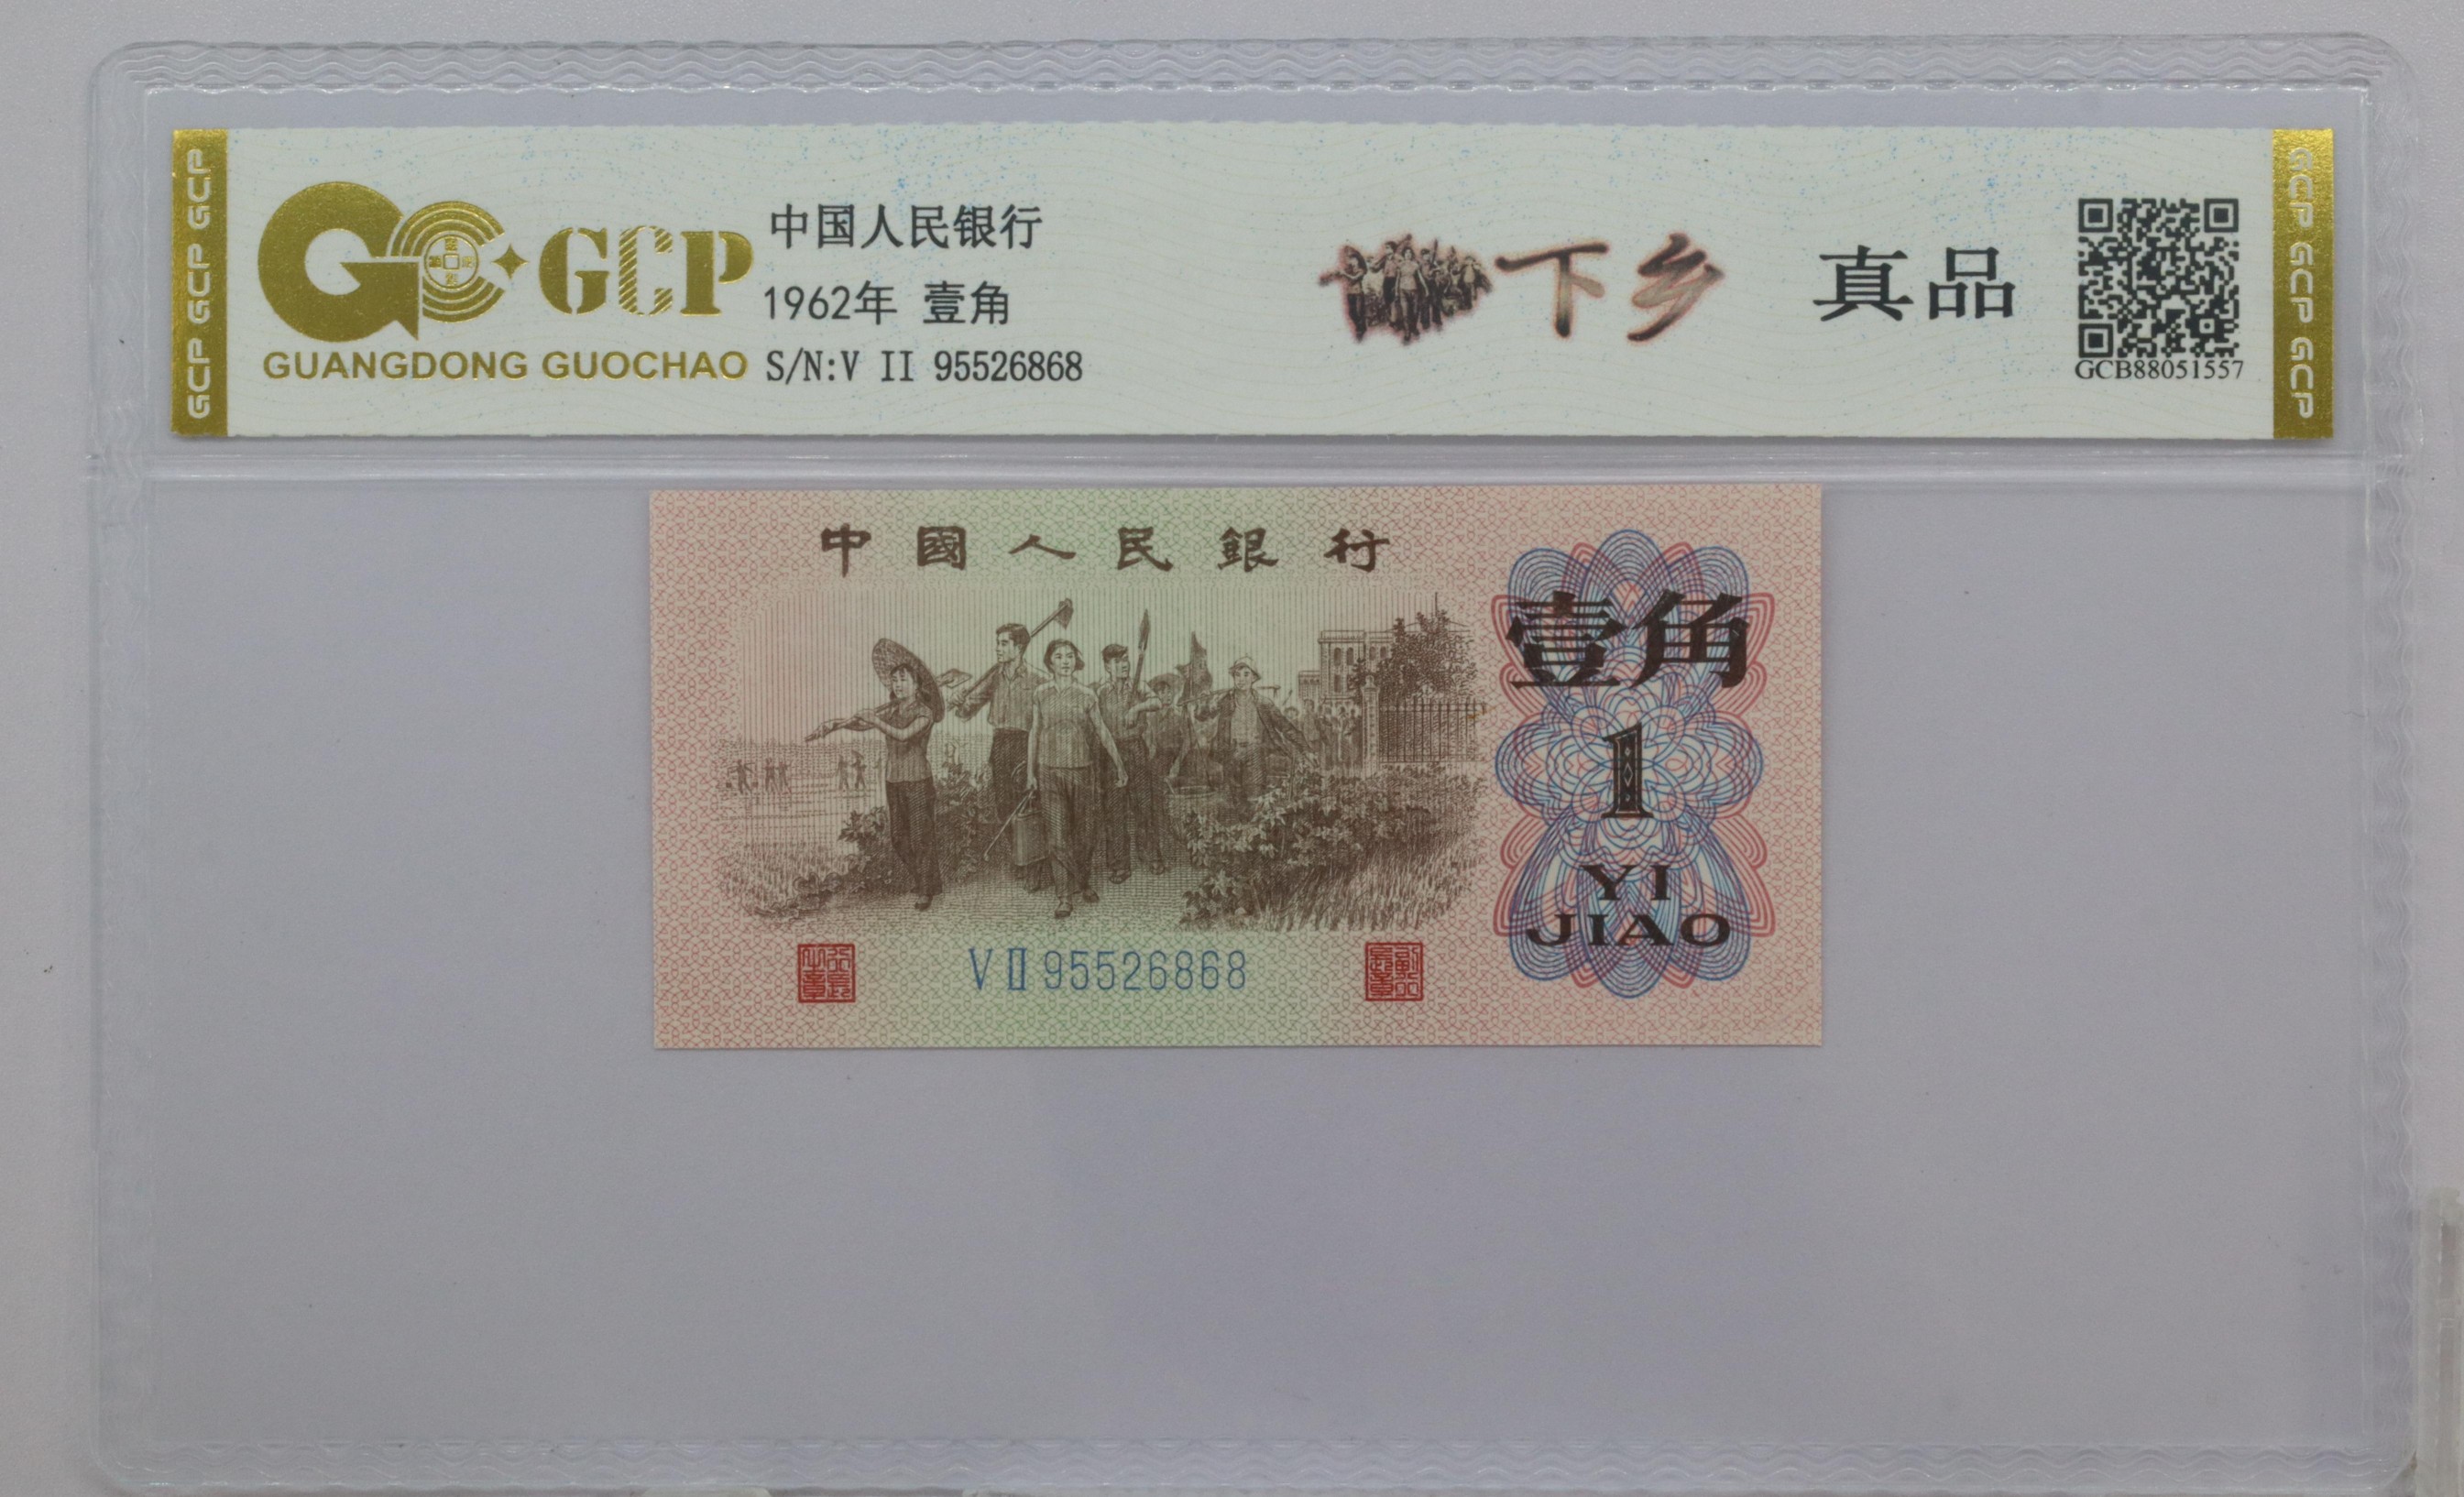 GCP GCP GCP
GCP
GUANGDONG GUOCHAO
中国人民银行
1962年 壹角
S/N:V II 95526868
下乡
真品
GCB88051557
GCP GCP GCP
中國人民銀行
壹角
1
YI
JIAO
V II 95526868